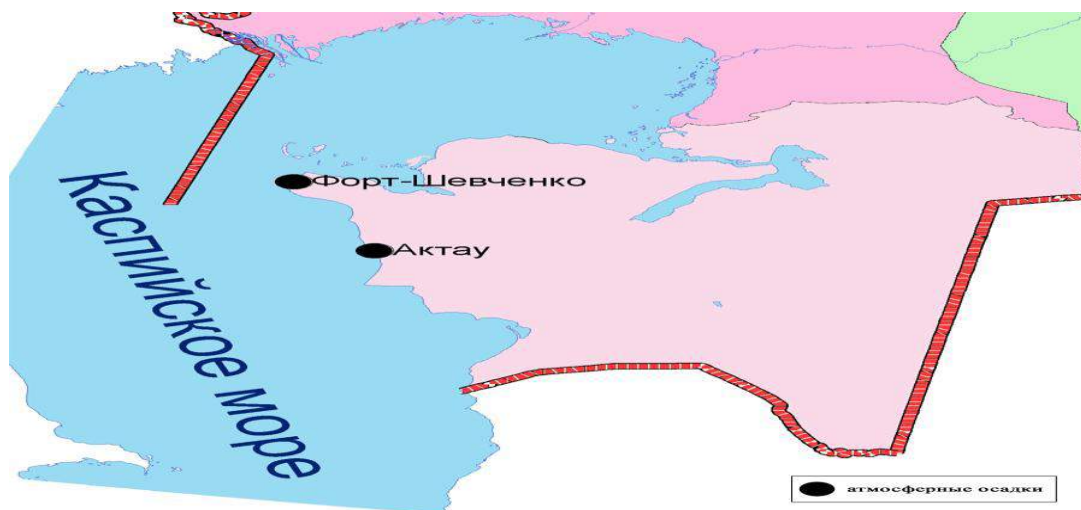 Форт-Шевченко
Актау
Каспийское море
атмосферные осадки